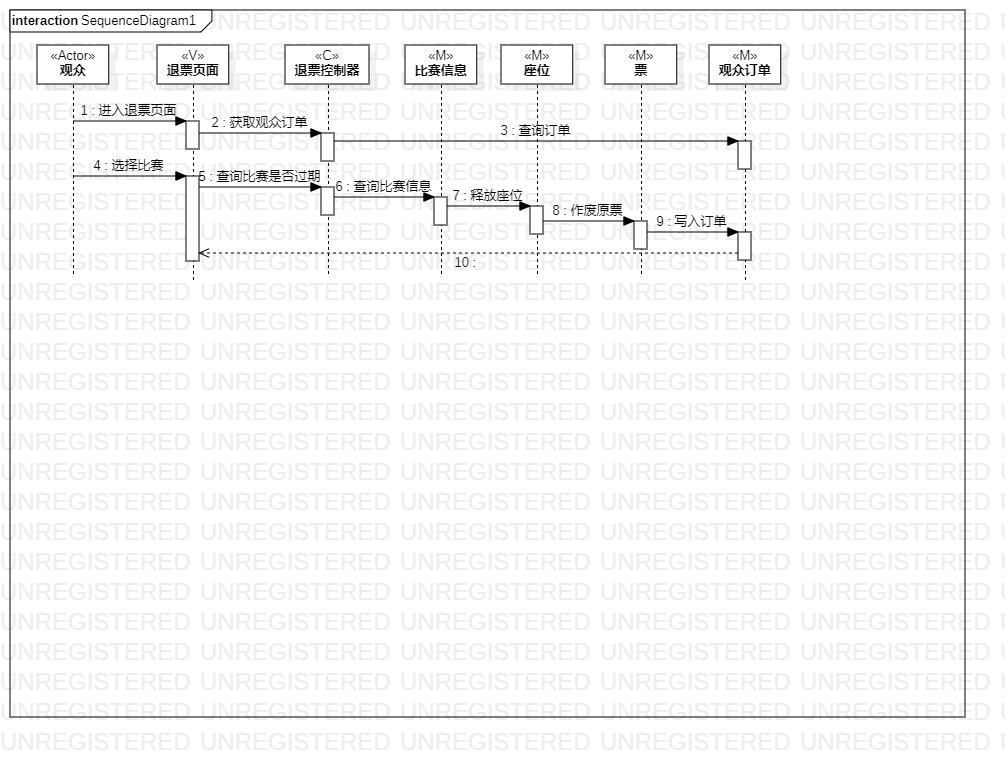 interaction SequenceDiagram1
«Actor»
观众
«V»
退票页面
«C»
退票控制器
«M»
比赛信息
«M»
座位
«M»
票
«M»
观众订单
1 : 进入退票页面
2 : 获取观众订单
3 : 查询订单
4 : 选择比赛
5 : 查询比赛是否过期
6 : 查询比赛信息
7 : 释放座位
8 : 作废原票
9 : 写入订单
10 :
UNREGISTERED